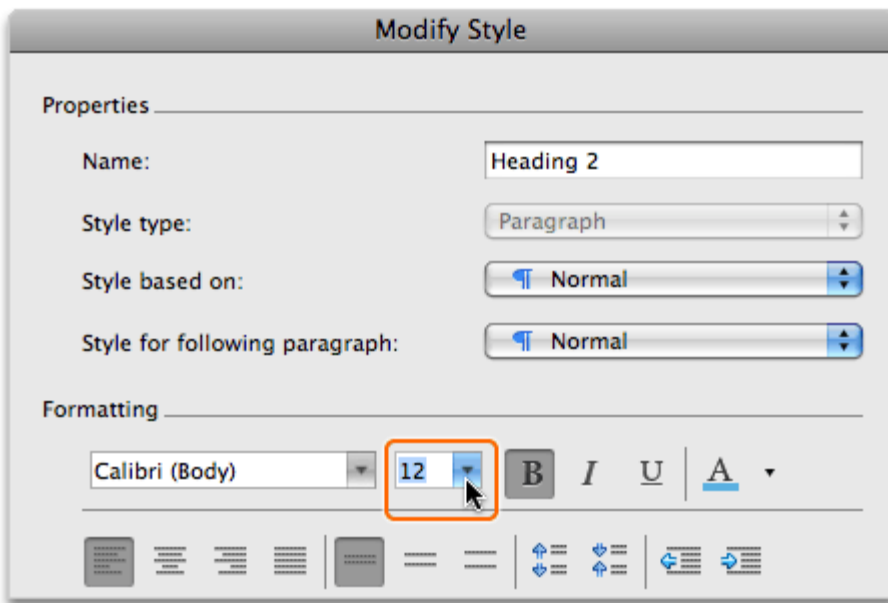 Modify Style
Properties
Name: Heading 2
Style type: Paragraph
Style based on: ¶ Normal
Style for following paragraph: ¶ Normal
Formatting
Calibri (Body) 12 B I U A